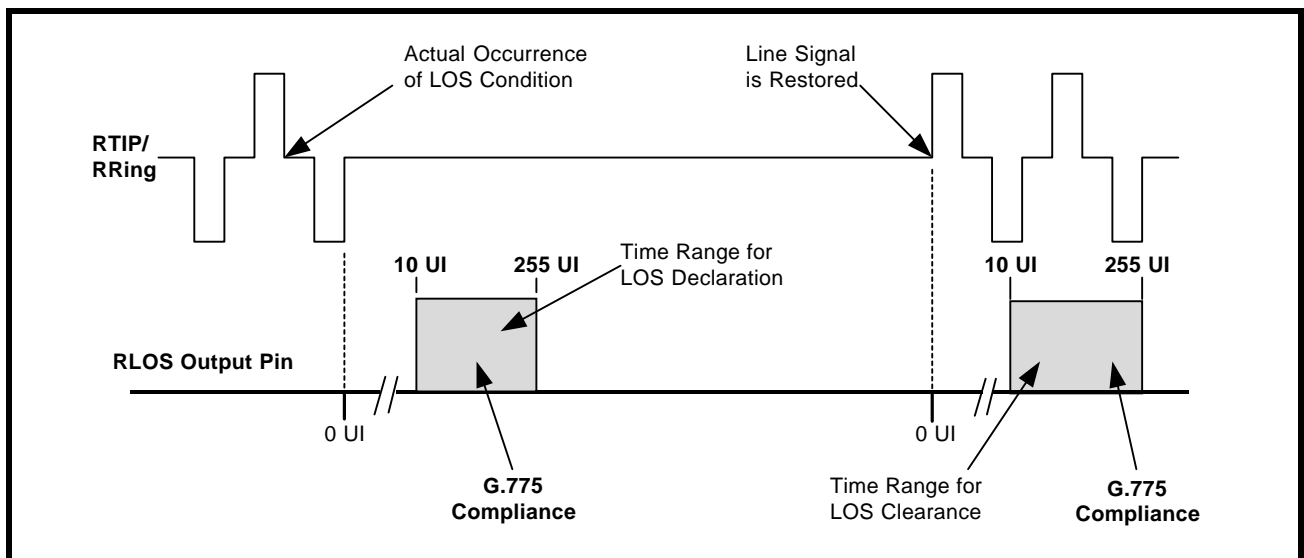 Actual Occurrence
of LOS Condition
Line Signal
is Restored
RTIP/
RRing
Time Range for
LOS Declaration
10 UI
255 UI
10 UI
255 UI
RLOS Output Pin
0 UI
0 UI
G.775
Compliance
Time Range for
LOS Clearance
G.775
Compliance